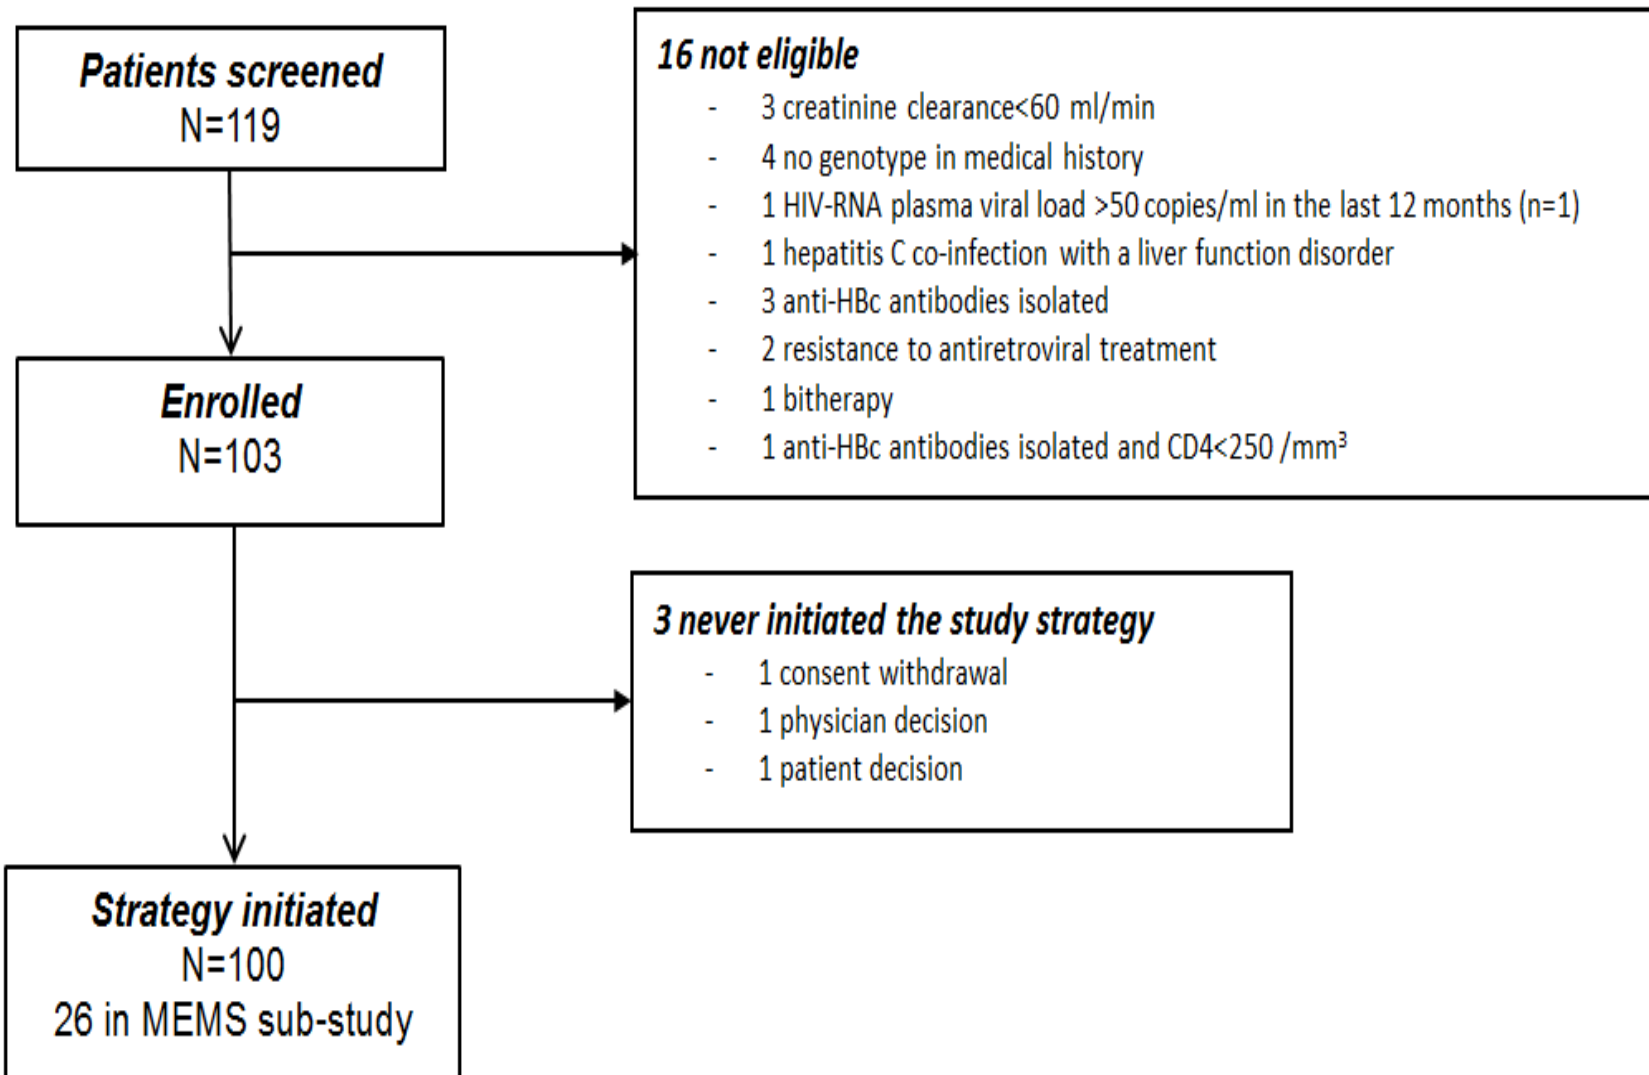 Patients screened
N=119
16 not eligible
- 3 creatinine clearance<60 ml/min
- 4 no genotype in medical history
- 1 HIV-RNA plasma viral load >50 copies/ml in the last 12 months (n=1)
- 1 hepatitis C co-infection with a liver function disorder
- 3 anti-HBc antibodies isolated
- 2 resistance to antiretroviral treatment
- 1 bitherapy
- 1 anti-HBc antibodies isolated and CD4<250 /mm³
Enrolled
N=103
3 never initiated the study strategy
- 1 consent withdrawal
- 1 physician decision
- 1 patient decision
Strategy initiated
N=100
26 in MEMS sub-study